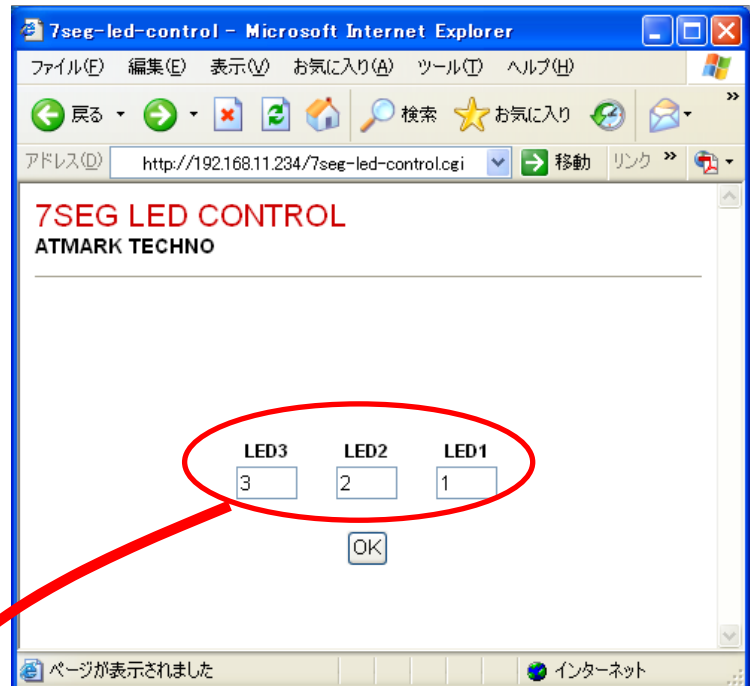 7seg-led-control - Microsoft Internet Explorer
ファイル(F) 編集(E) 表示(V) お気に入り(A) ツール(T) ヘルプ(H)
戻る 検索 お気に入り »
アドレス(D) http://192.168.11.234/7seg-led-control.cgi 移動 リンク »
7SEG LED CONTROL
ATMARK TECHNO
LED3 LED2 LED1
3 2 1
OK
ページが表示されました インターネット